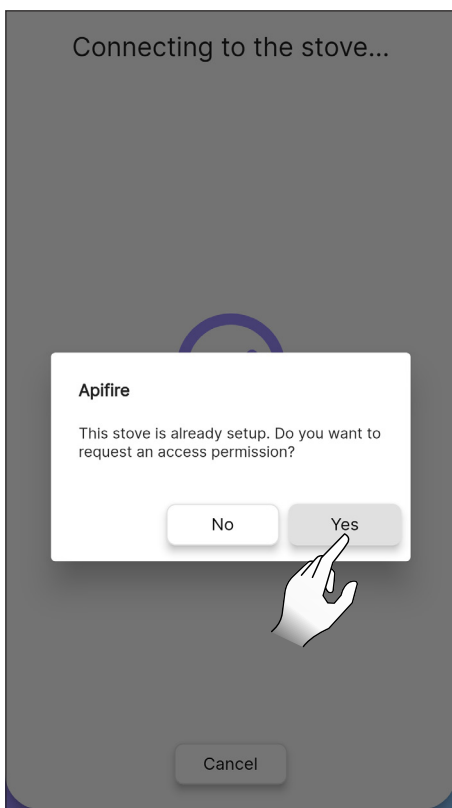 Connecting to the stove...
Apifire
This stove is already setup. Do you want to
request an access permission?
No
Yes
Cancel